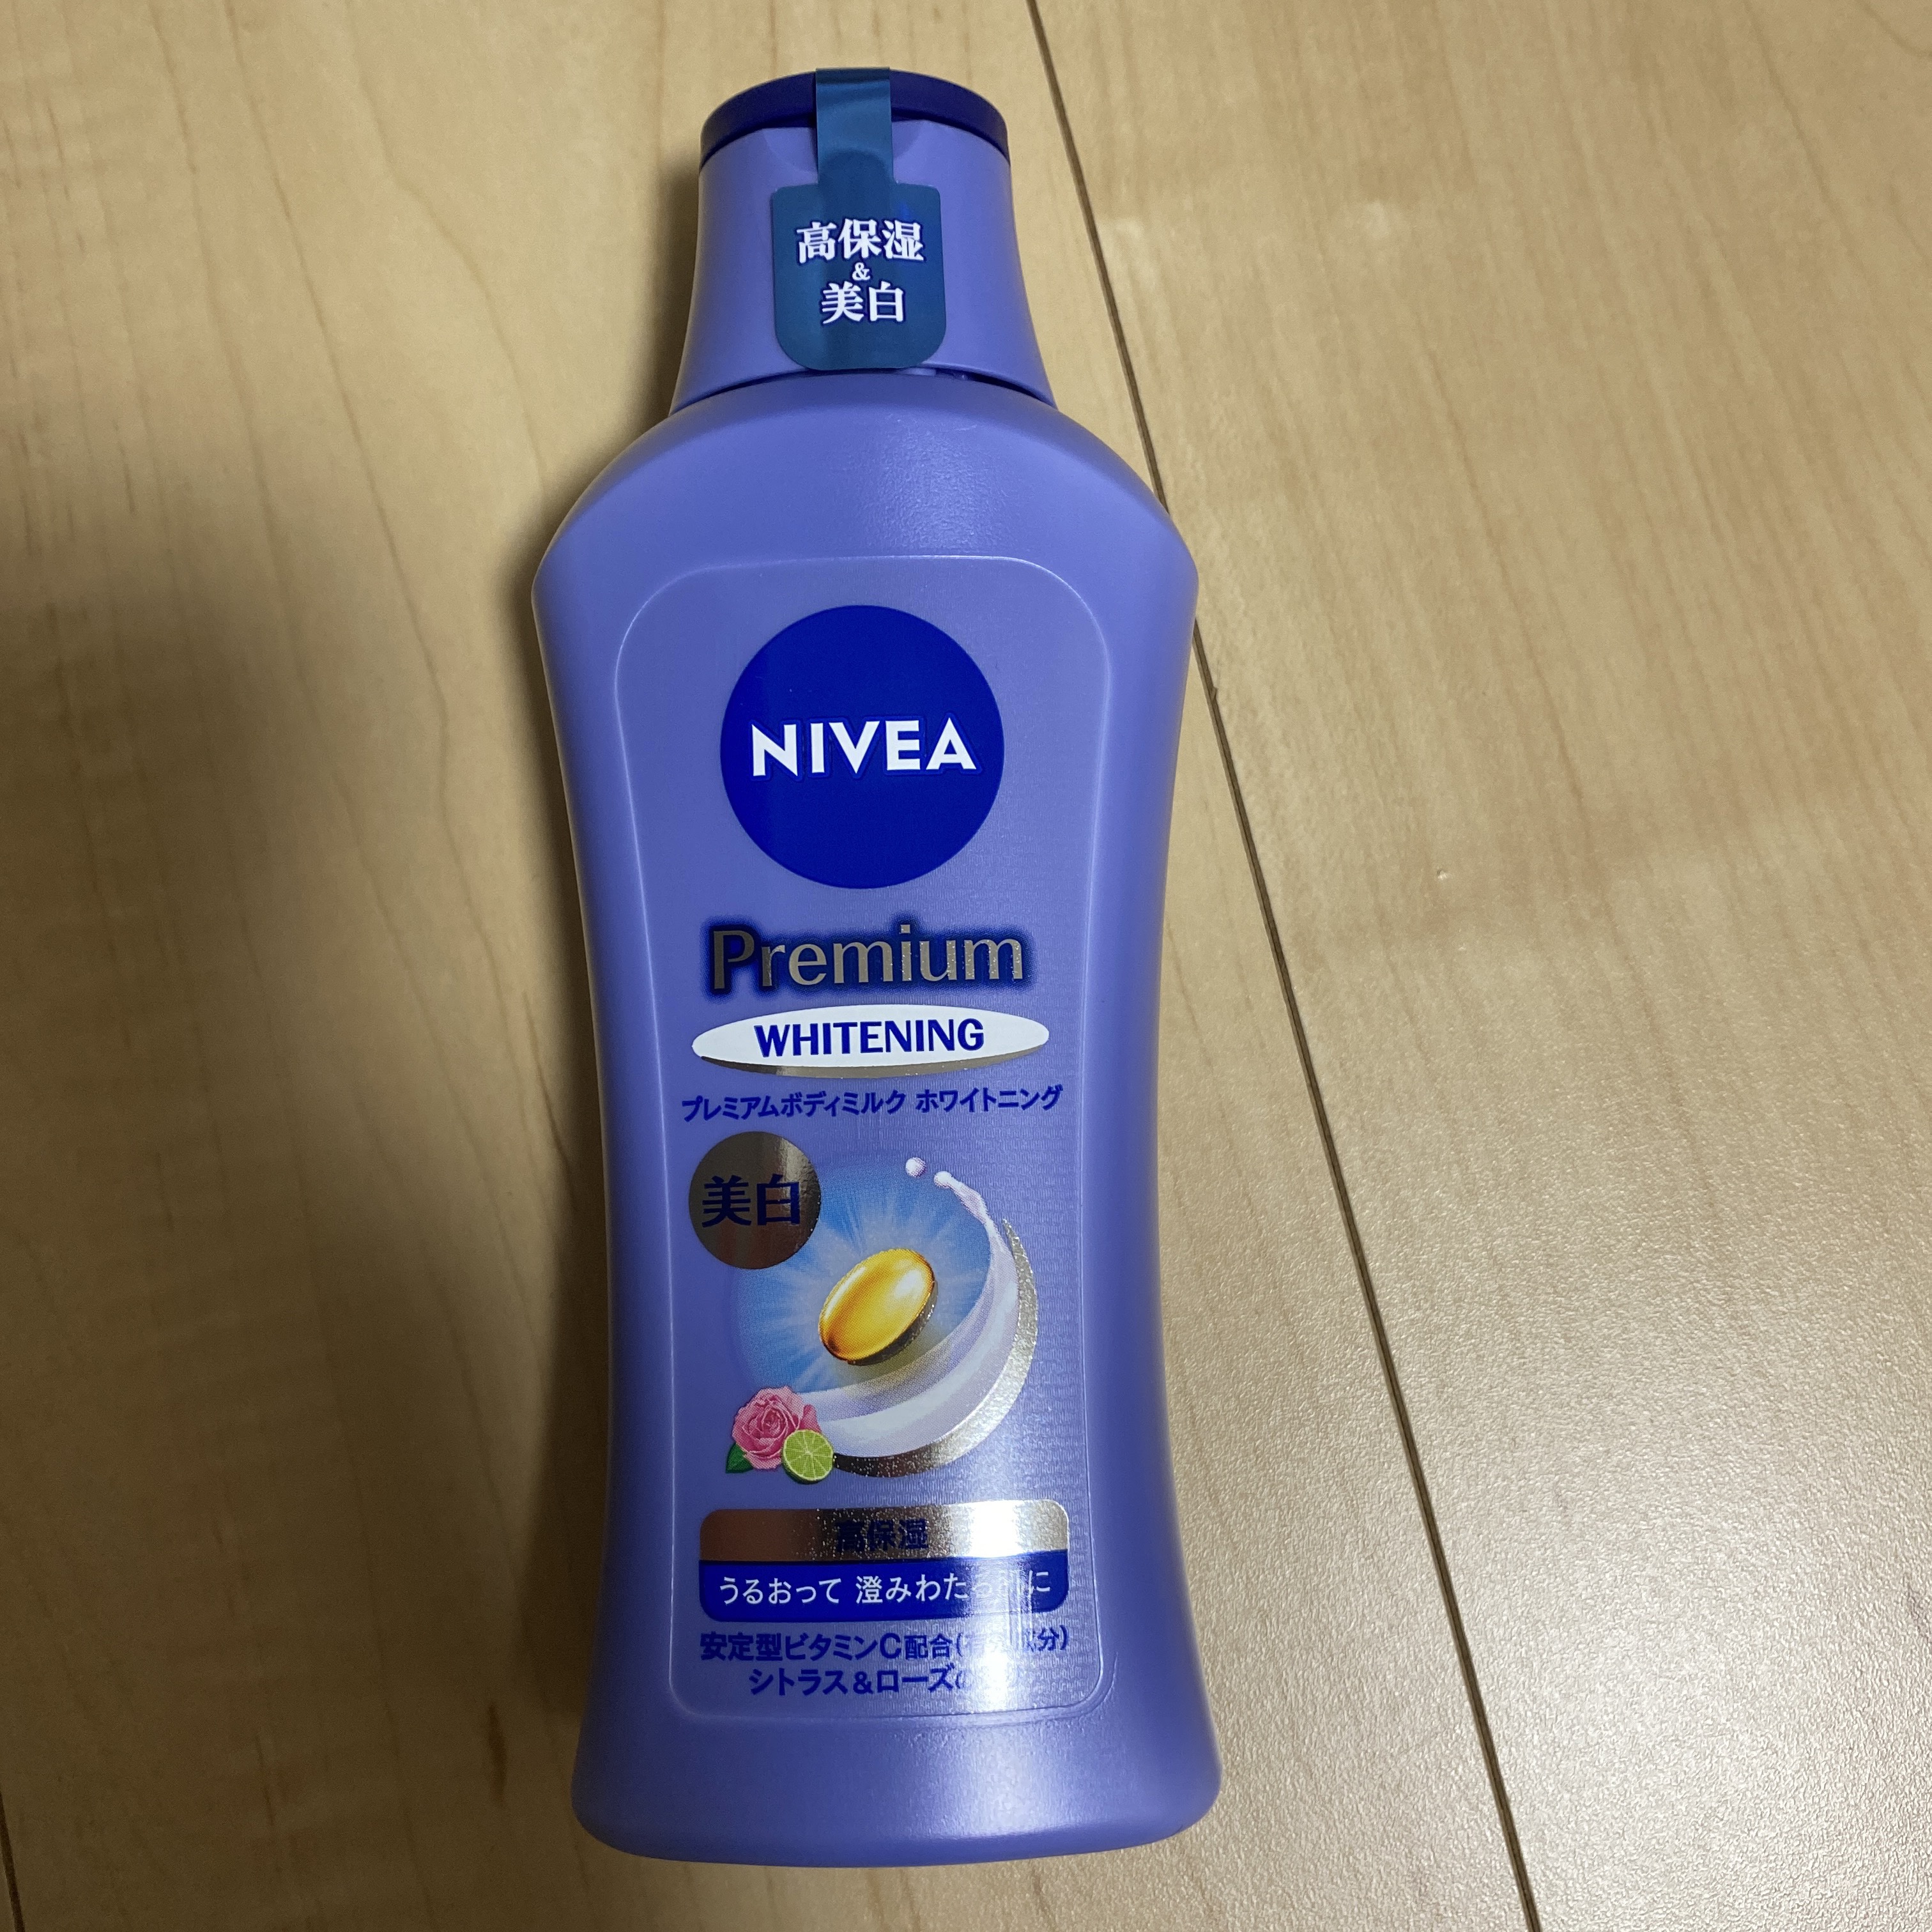 高保湿
&
美白
NIVEA
Premium
WHITENING
プレミアムボディミルク ホワイトニング
美白
高保湿
うるおって 澄みわた に
安定型ビタミンC配合( 分)
シトラス&ローズ